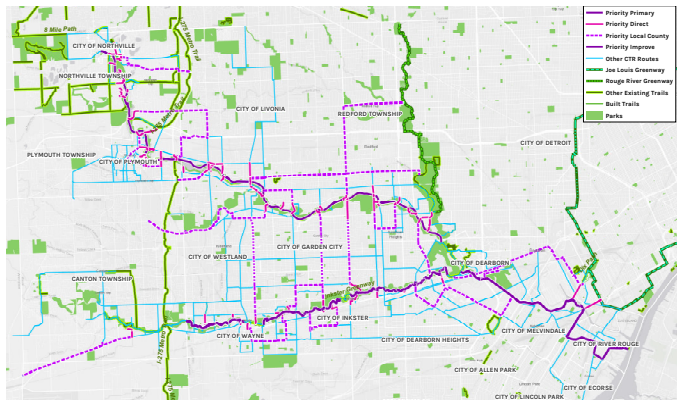 Priority Primary
Priority Direct
Priority Local County
Priority Improve
Other CTR Routes
Joe Louis Greenway
Rouge River Greenway
Other Existing Trails
Built Trails
Parks
8 Mile Path
I-275 Metro Trail
CITY OF NORTHVILLE
NORTHVILLE TOWNSHIP
CITY OF LIVONIA
REDFORD TOWNSHIP
CITY OF DETROIT
PLYMOUTH TOWNSHIP
CITY OF PLYMOUTH
CITY OF GARDEN CITY
CITY OF WESTLAND
CITY OF DEARBORN
CANTON TOWNSHIP
Inkster Greenway
CITY OF INKSTER
CITY OF WAYNE
CITY OF DEARBORN HEIGHTS
CITY OF MELVINDALE
CITY OF RIVER ROUGE
I-275 Metro
CITY OF ALLEN PARK
CITY OF ECORSE
CITY OF LINCOLN PARK